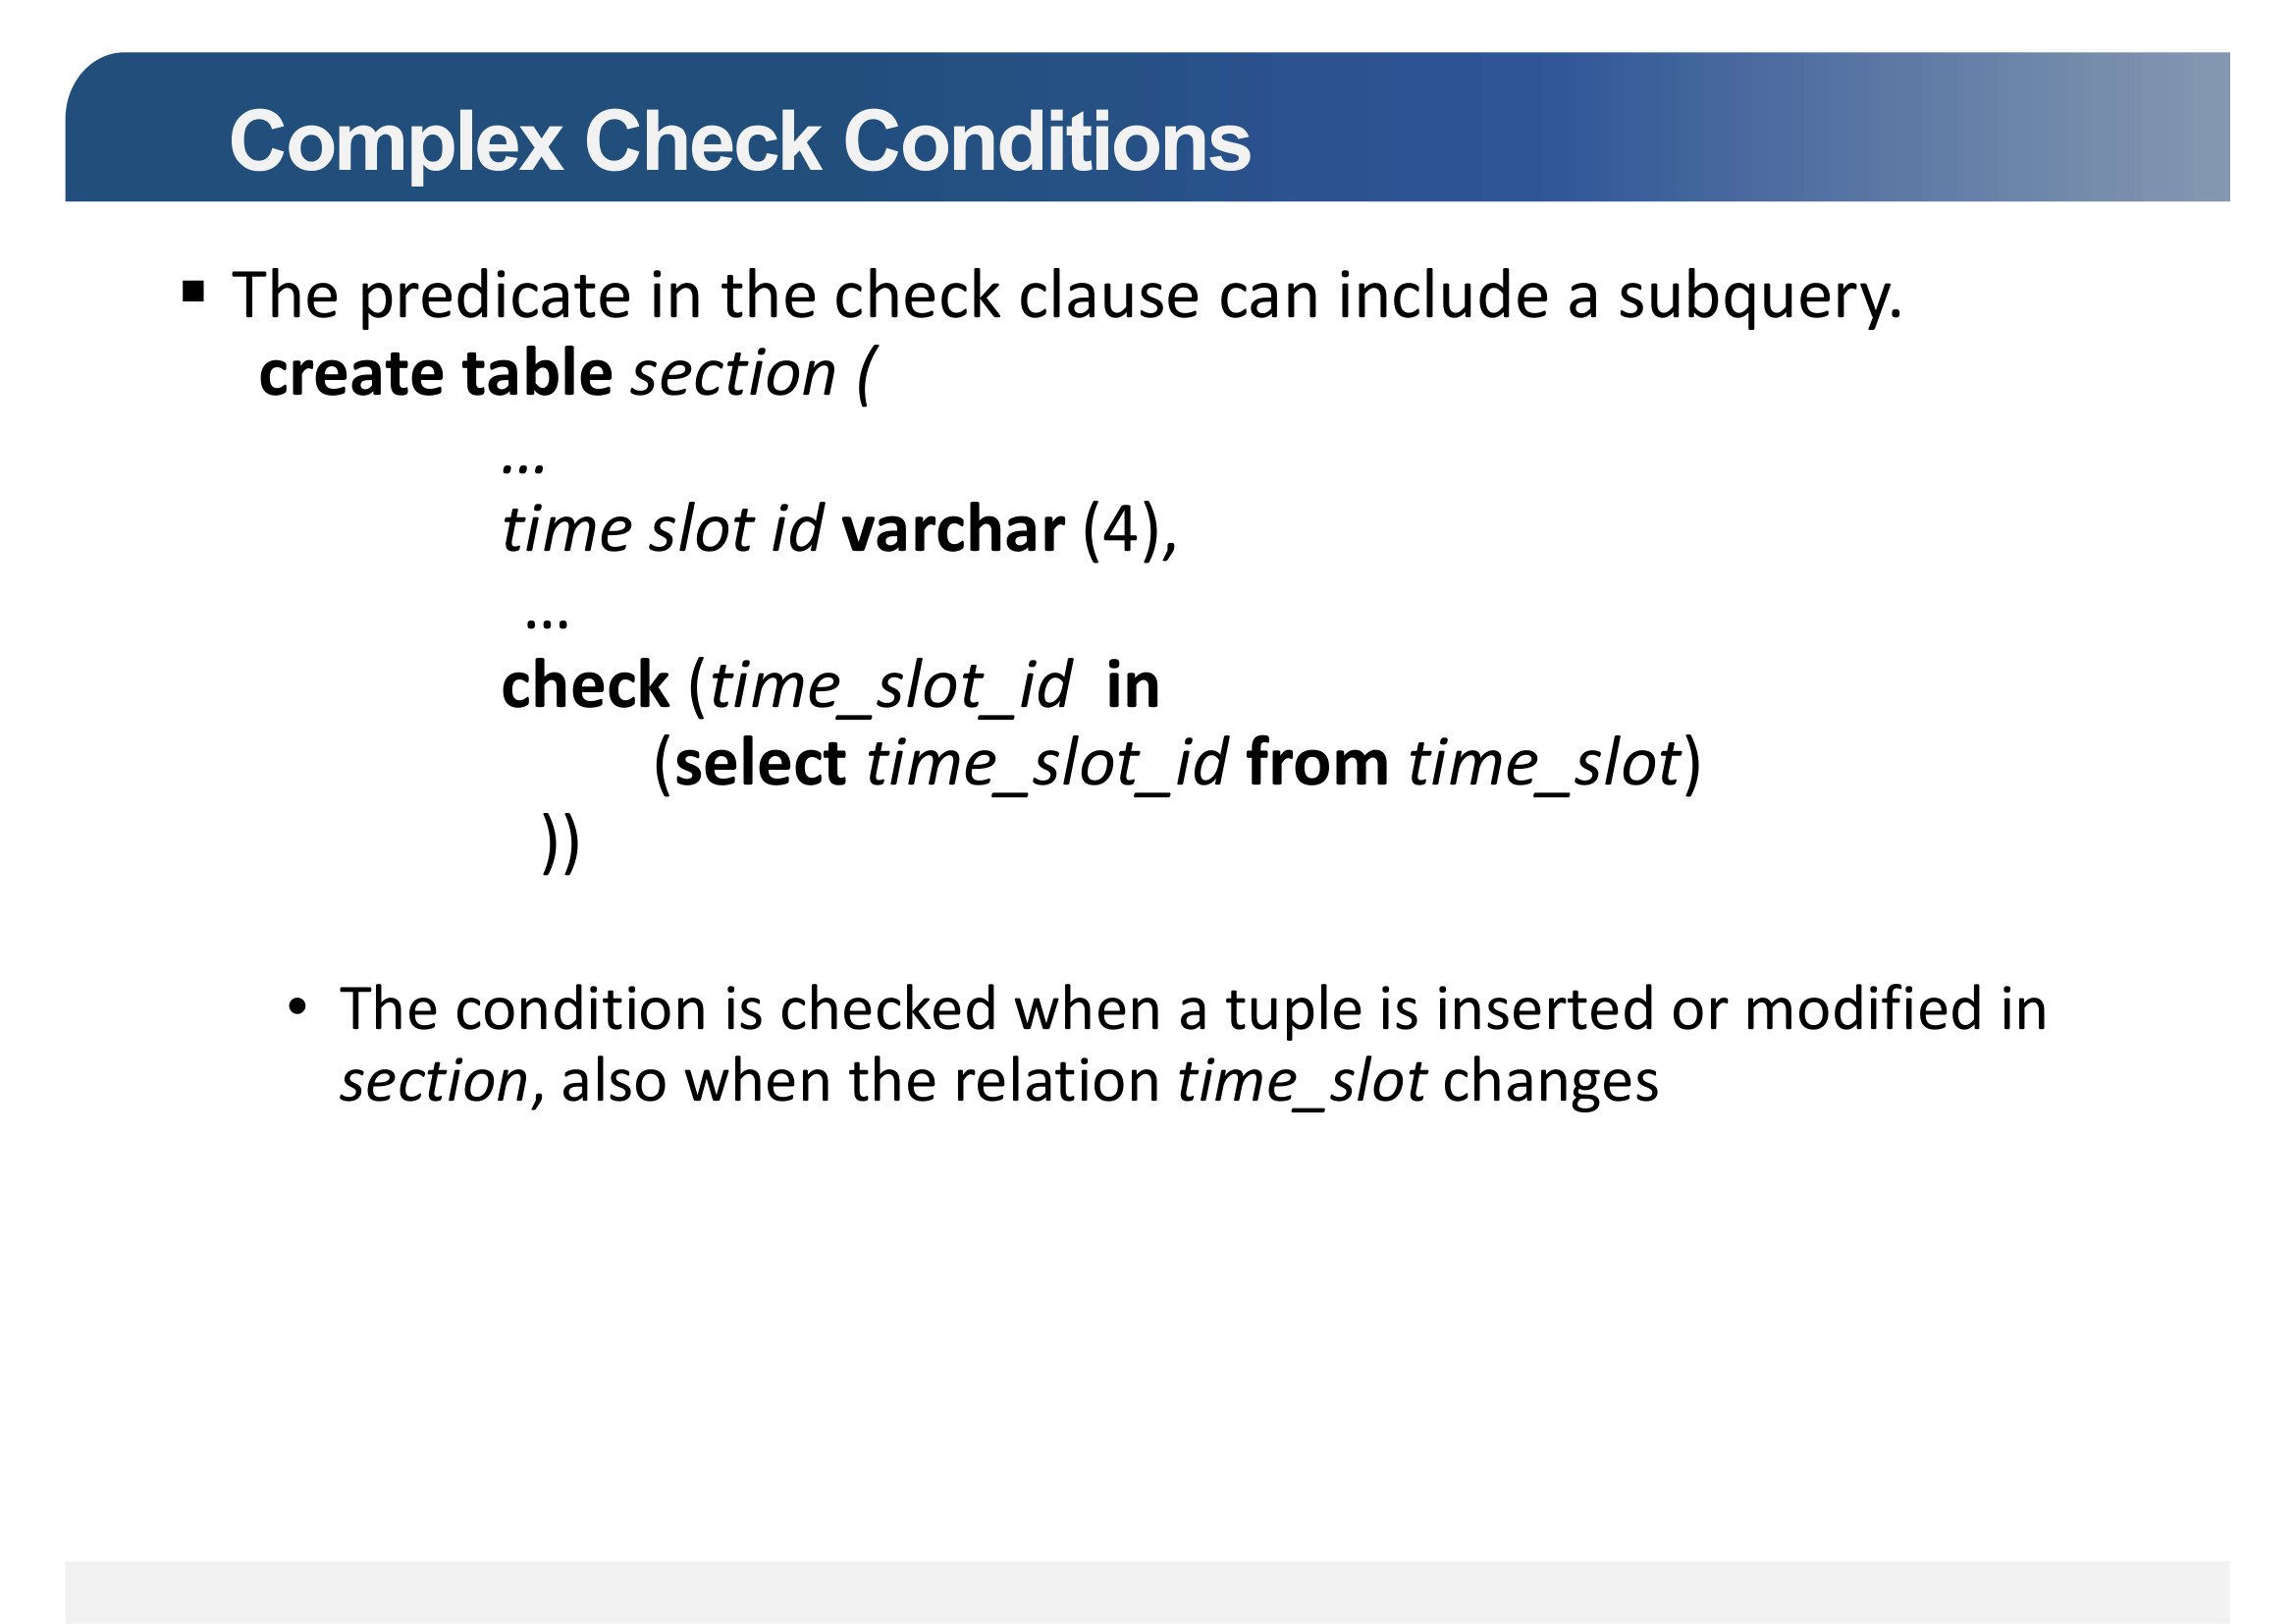 Complex Check Conditions
▪ The predicate in the check clause can include a subquery.
create table section (
...
time slot id varchar (4),
...
check (time_slot_id in
(select time_slot_id from time_slot)
))
• The condition is checked when a tuple is inserted or modified in
section, also when the relation time_slot changes